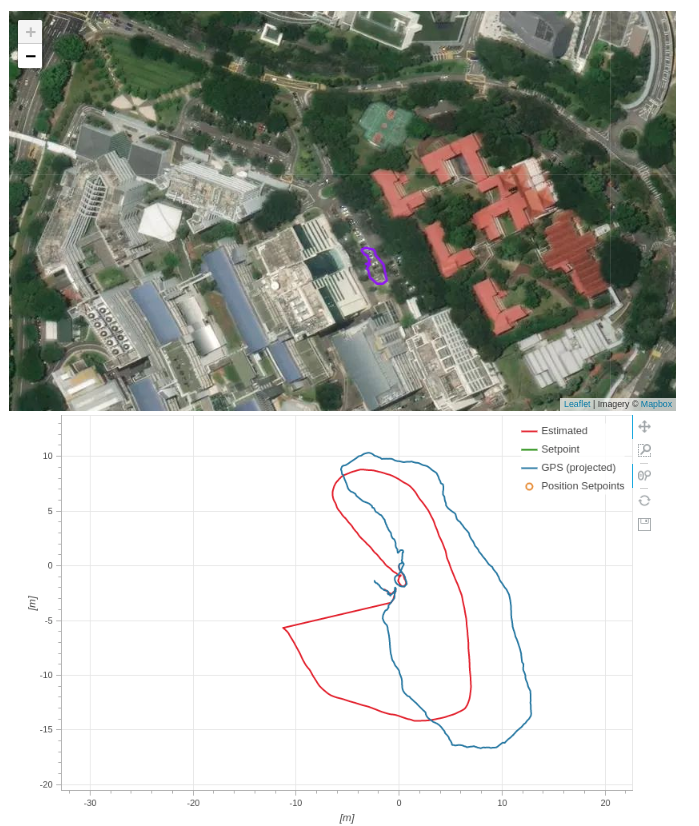 +
−
Leaflet | Imagery © Mapbox
Estimated
Setpoint
GPS (projected)
Position Setpoints
10
5
0
-5
-10
-15
-20
[m]
-30
-20
-10
0
10
20
[m]